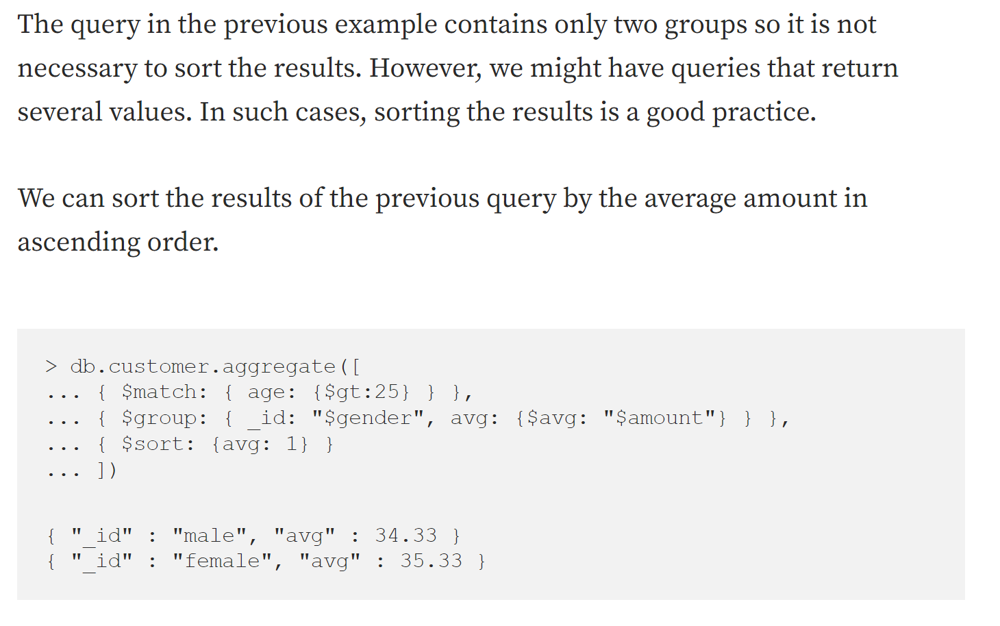 The query in the previous example contains only two groups so it is not
necessary to sort the results. However, we might have queries that return
several values. In such cases, sorting the results is a good practice.
We can sort the results of the previous query by the average amount in
ascending order.
> db.customer.aggregate([
... { $match: { age: {$gt:25} } },
... { $group: { _id: "$gender", avg: {$avg: "$amount"} } },
... { $sort: {avg: 1} }
... ])
{ "_id" : "male", "avg" : 34.33 }
{ "_id" : "female", "avg" : 35.33 }